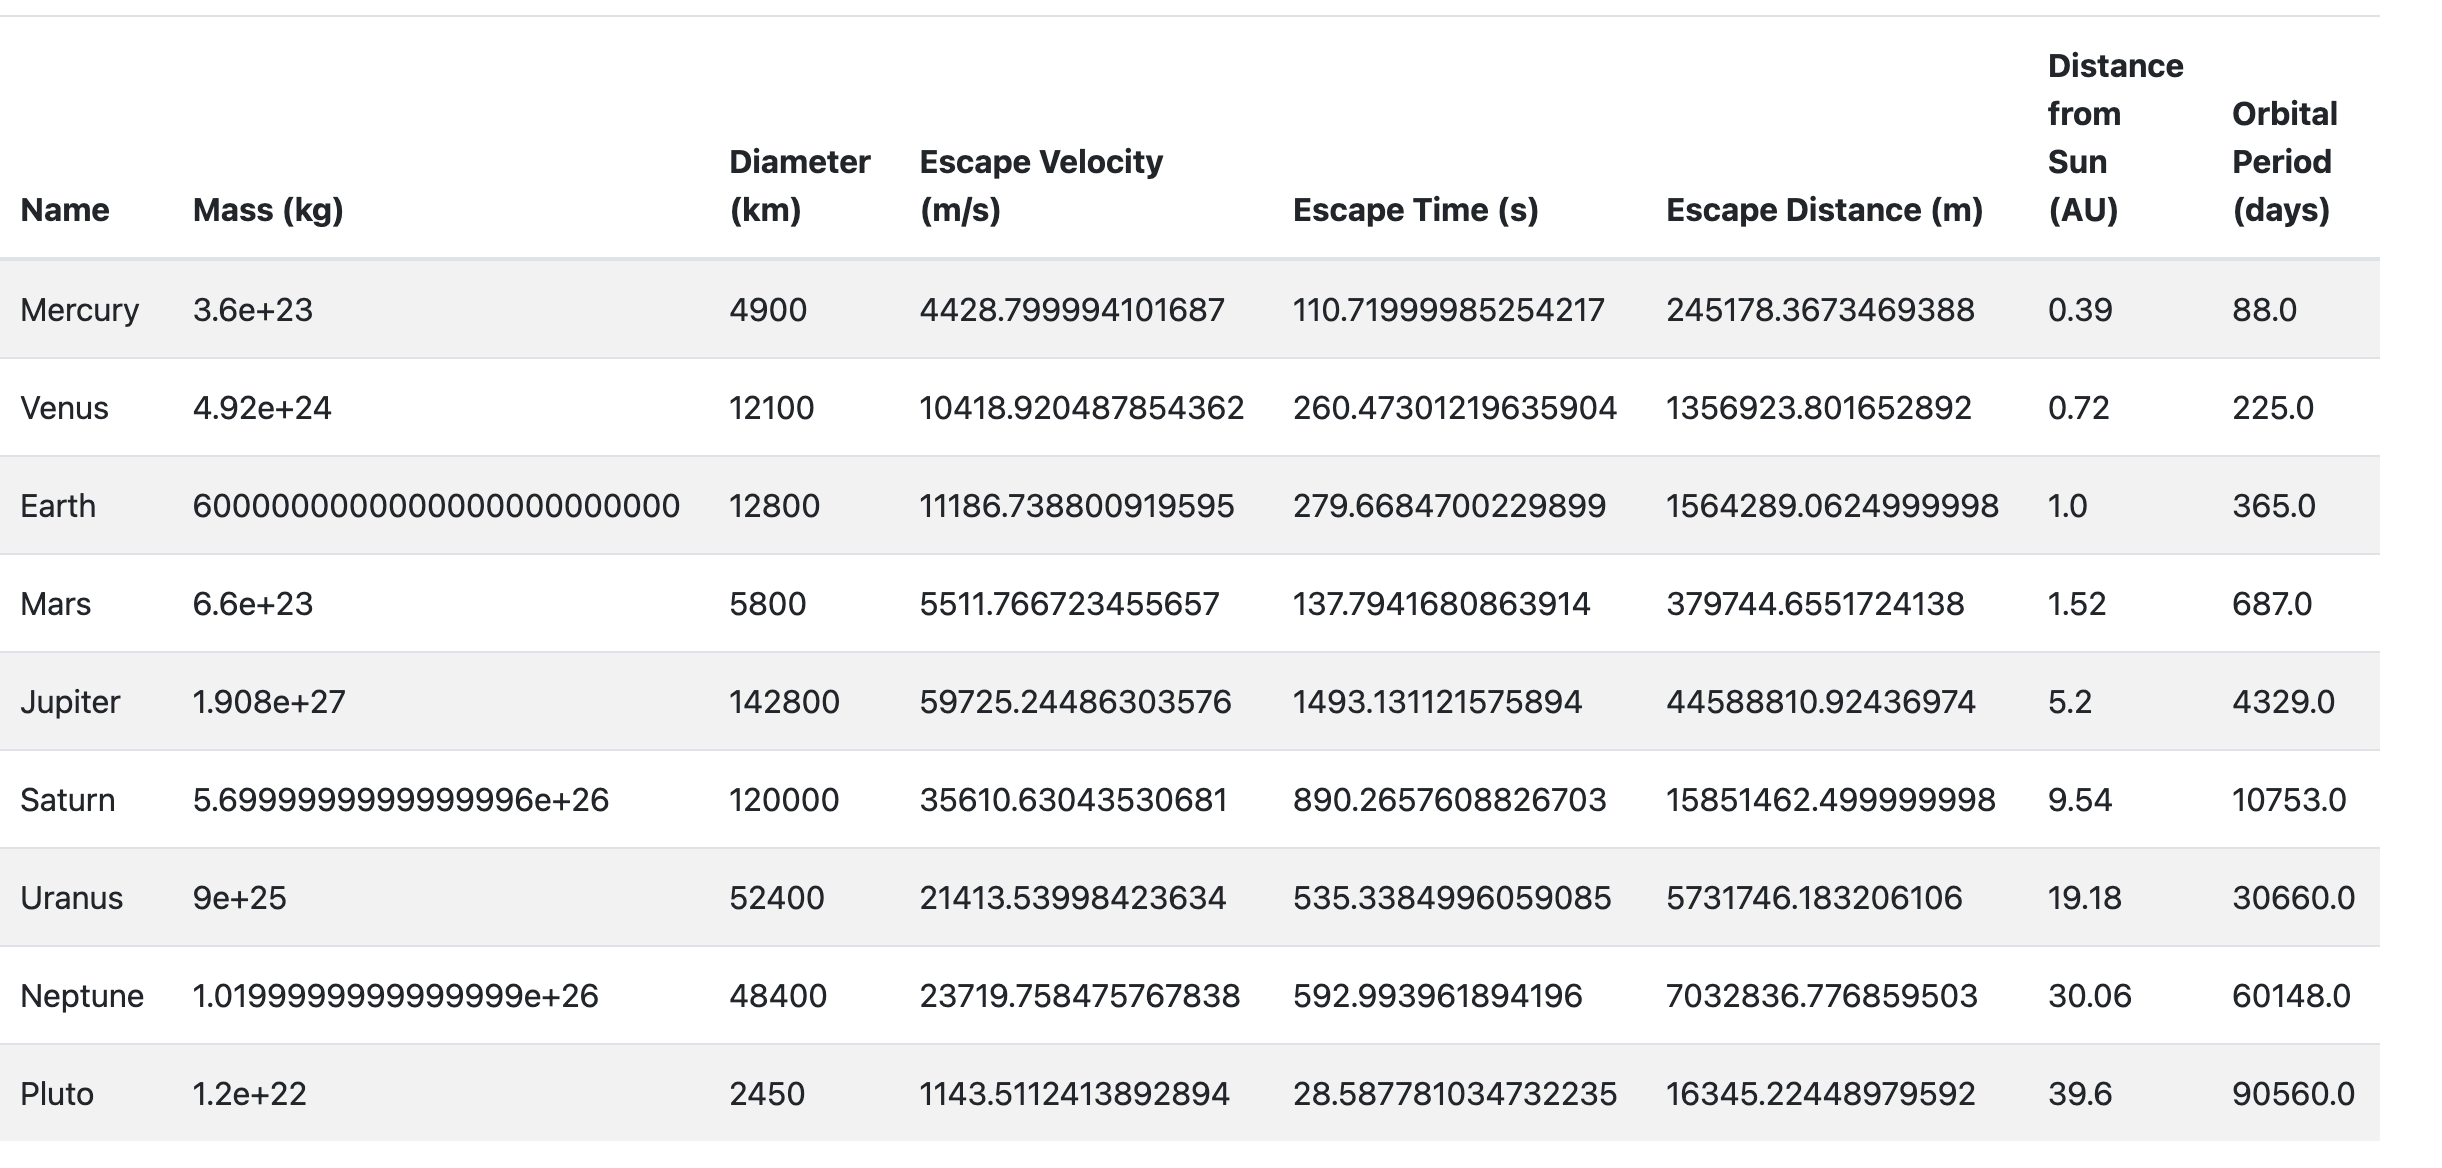 Name Mass (kg) Diameter (km) Escape Velocity (m/s) Escape Time (s) Escape Distance (m) Distance from Sun (AU) Orbital Period (days)
Mercury 3.6e+23 4900 4428.799994101687 110.71999985254217 245178.3673469388 0.39 88.0
Venus 4.92e+24 12100 10418.920487854362 260.47301219635904 1356923.801652892 0.72 225.0
Earth 6000000000000000000000000 12800 11186.738800919595 279.6684700229899 1564289.0624999998 1.0 365.0
Mars 6.6e+23 5800 5511.766723455657 137.7941680863914 379744.6551724138 1.52 687.0
Jupiter 1.908e+27 142800 59725.24486303576 1493.131121575894 44588810.92436974 5.2 4329.0
Saturn 5.6999999999999996e+26 120000 35610.63043530681 890.2657608826703 15851462.499999998 9.54 10753.0
Uranus 9e+25 52400 21413.53998423634 535.3384996059085 5731746.183206106 19.18 30660.0
Neptune 1.0199999999999999e+26 48400 23719.758475767838 592.993961894196 7032836.776859503 30.06 60148.0
Pluto 1.2e+22 2450 1143.5112413892894 28.587781034732235 16345.22448979592 39.6 90560.0